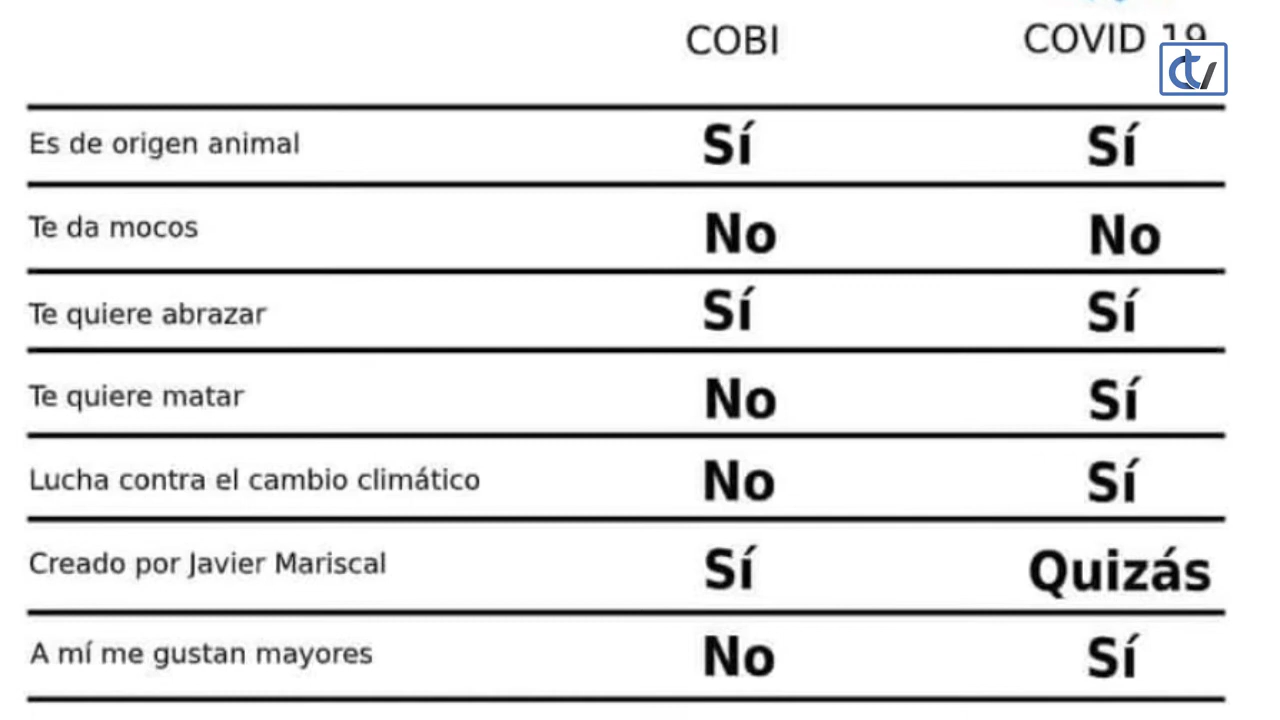 COBI COVID 19
ctv
Es de origen animal Sí Sí
Te da mocos No No
Te quiere abrazar Sí Sí
Te quiere matar No Sí
Lucha contra el cambio climático No Sí
Creado por Javier Mariscal Sí Quizás
A mí me gustan mayores No Sí